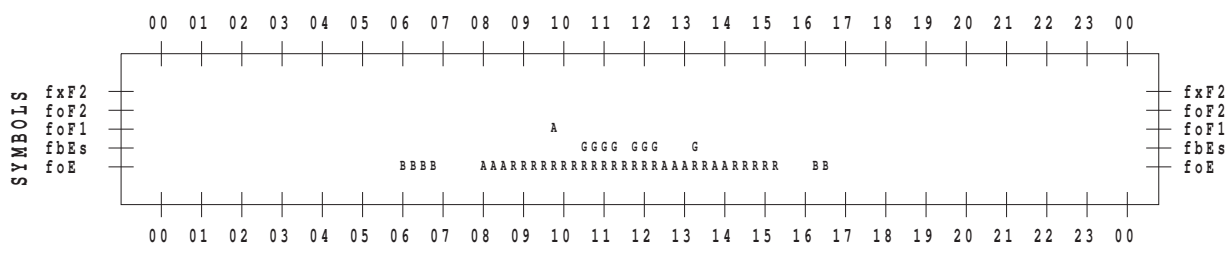 00 01 02 03 04 05 06 07 08 09 10 11 12 13 14 15 16 17 18 19 20 21 22 23 00
SYMBOLS
fxF2 fxF2
foF2 foF2
foF1 A foF1
fbEs GGGG GGG G fbEs
foE BBBB AAARRRRRRRRRRRRRRRAAARRAARRRRR BB foE
00 01 02 03 04 05 06 07 08 09 10 11 12 13 14 15 16 17 18 19 20 21 22 23 00